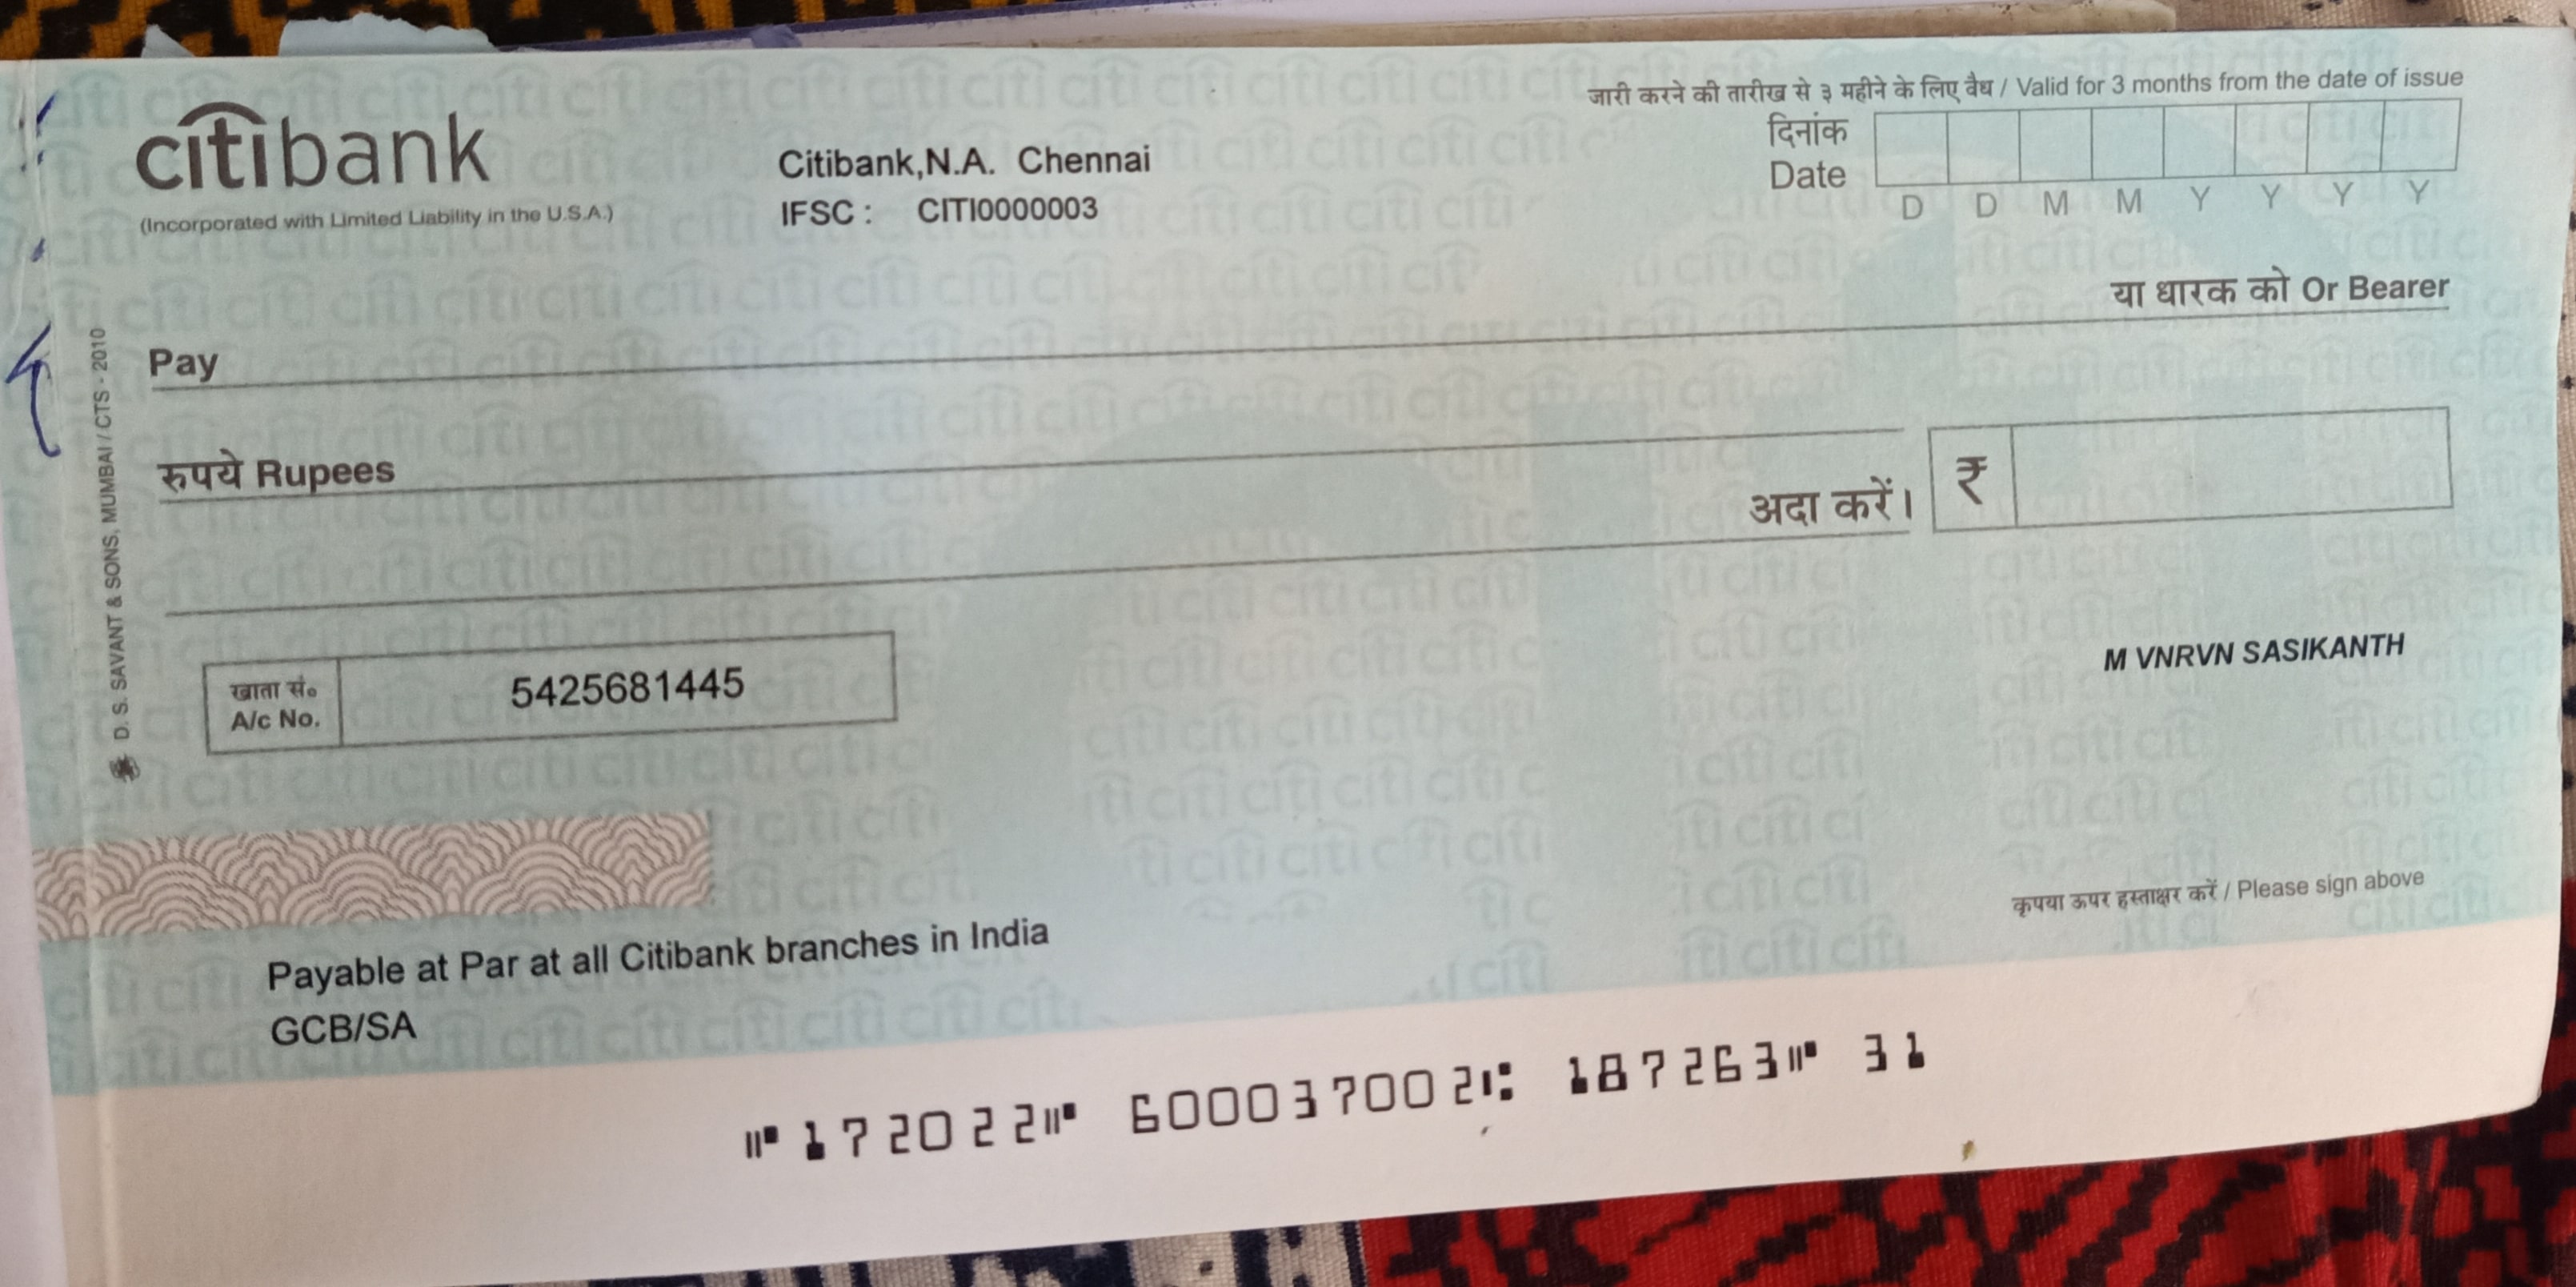 citibank
(Incorporated with Limited Liability in the U.S.A.)
Citibank,N.A. Chennai
IFSC : CITI0000003
जारी करने की तारीख से ३ महीने के लिए वैध / Valid for 3 months from the date of issue
दिनांक
Date
D D M M Y Y Y Y
Pay
या धारक को Or Bearer
रुपये Rupees
अदा करें।
₹
खाता सं०
A/c No.
5425681445
M VNRVN SASIKANTH
कृपया ऊपर हस्ताक्षर करें / Please sign above
D. S. SAVANT & SONS, MUMBAI / CTS - 2010
Payable at Par at all Citibank branches in India
GCB/SA
⑈172022⑈ 600037002⑆ 187263⑈ 31